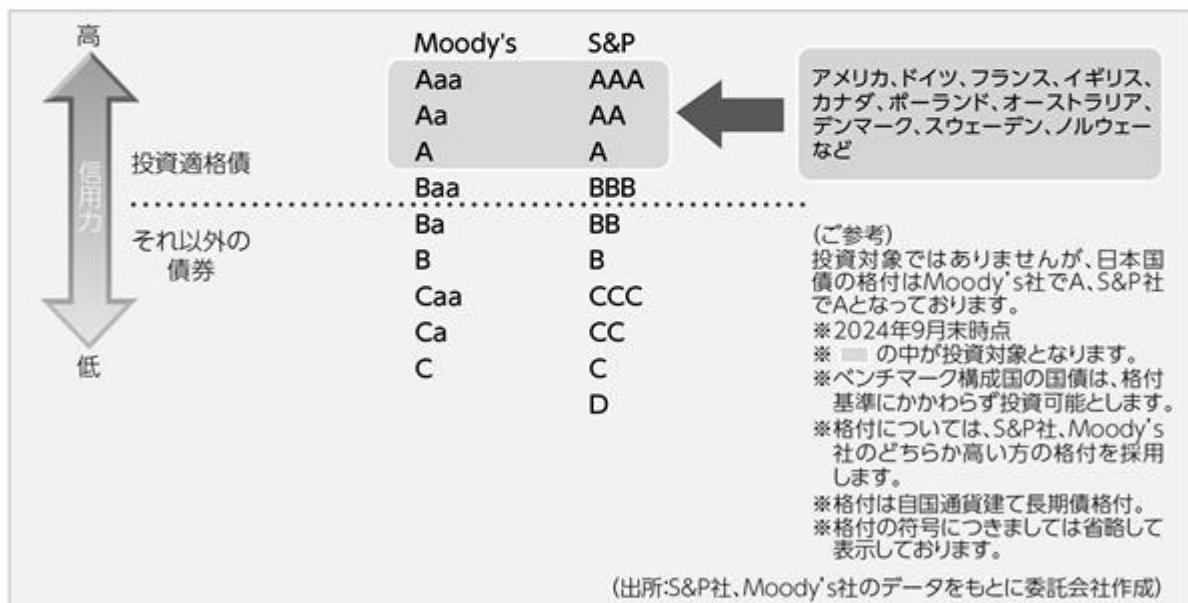 高
Moody's S&P
Aaa AAA
Aa AA
A A
Baa BBB
Ba BB
B B
Caa CCC
Ca CC
C C
D
信用力
投資適格債
それ以外の
債券
低
アメリカ、ドイツ、フランス、イギリス、
カナダ、ポーランド、オーストラリア、
デンマーク、スウェーデン、ノルウェー
など
(ご参考)
投資対象ではありませんが、日本国
債の格付はMoody's社でA、S&P社
でAとなっております。
※2024年9月末時点
※ の中が投資対象となります。
※ベンチマーク構成国の国債は、格付
基準にかかわらず投資可能とします。
※格付については、S&P社、Moody's
社のどちらか高い方の格付を採用
します。
※格付は自国通貨建て長期債格付。
※格付の符号につきましては省略して
表示しております。
(出所:S&P社、Moody's社のデータをもとに委託会社作成)